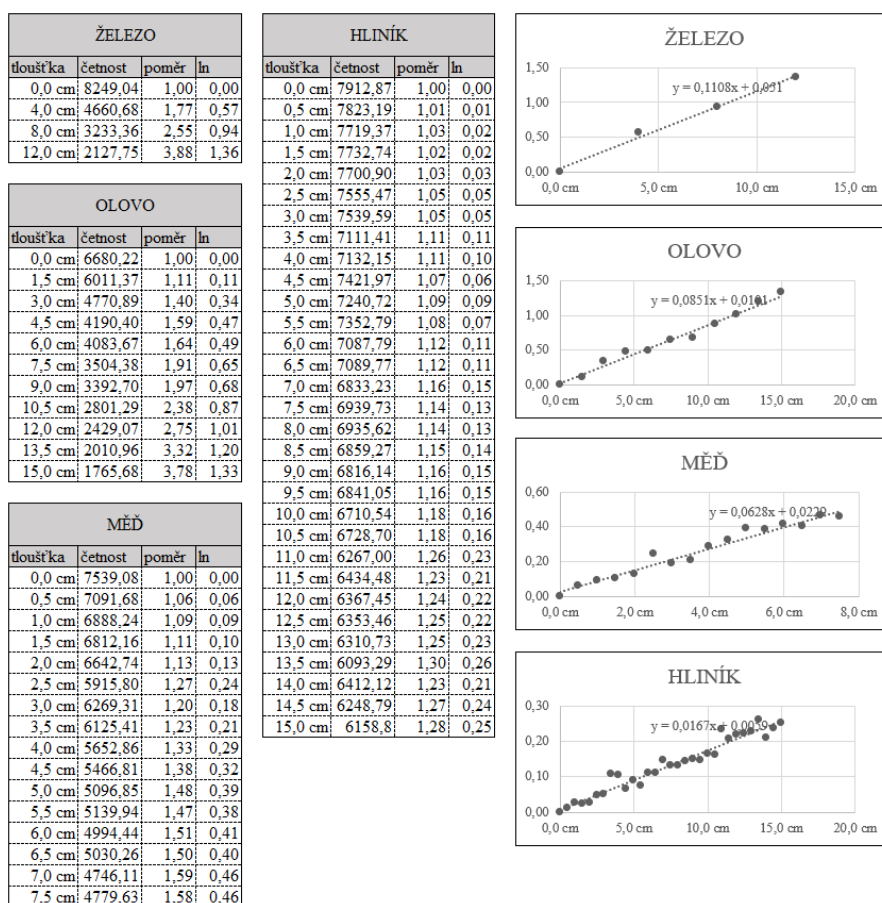 ŽELEZO
tloušťka četnost poměr ln
0,0 cm 8249,04 1,00 0,00
4,0 cm 4660,68 1,77 0,57
8,0 cm 3233,36 2,55 0,94
12,0 cm 2127,75 3,88 1,36
OLOVO
tloušťka četnost poměr ln
0,0 cm 6680,22 1,00 0,00
1,5 cm 6011,37 1,11 0,11
3,0 cm 4770,89 1,40 0,34
4,5 cm 4190,40 1,59 0,47
6,0 cm 4083,67 1,64 0,49
7,5 cm 3504,38 1,91 0,65
9,0 cm 3392,70 1,97 0,68
10,5 cm 2801,29 2,38 0,87
12,0 cm 2429,07 2,75 1,01
13,5 cm 2010,96 3,32 1,20
15,0 cm 1765,68 3,78 1,33
MĚĎ
tloušťka četnost poměr ln
0,0 cm 7539,08 1,00 0,00
0,5 cm 7091,68 1,06 0,06
1,0 cm 6888,24 1,09 0,09
1,5 cm 6812,16 1,11 0,10
2,0 cm 6642,74 1,13 0,13
2,5 cm 5915,80 1,27 0,24
3,0 cm 6269,31 1,20 0,18
3,5 cm 6125,41 1,23 0,21
4,0 cm 5652,86 1,33 0,29
4,5 cm 5466,81 1,38 0,32
5,0 cm 5096,85 1,48 0,39
5,5 cm 5139,94 1,47 0,38
6,0 cm 4994,44 1,51 0,41
6,5 cm 5030,26 1,50 0,40
7,0 cm 4746,11 1,59 0,46
7,5 cm 4779,63 1,58 0,46
HLINÍK
tloušťka četnost poměr ln
0,0 cm 7912,87 1,00 0,00
0,5 cm 7823,19 1,01 0,01
1,0 cm 7719,37 1,03 0,02
1,5 cm 7732,74 1,02 0,02
2,0 cm 7700,90 1,03 0,03
2,5 cm 7555,47 1,05 0,05
3,0 cm 7539,59 1,05 0,05
3,5 cm 7111,41 1,11 0,11
4,0 cm 7132,15 1,11 0,10
4,5 cm 7421,97 1,07 0,06
5,0 cm 7240,72 1,09 0,09
5,5 cm 7352,79 1,08 0,07
6,0 cm 7087,79 1,12 0,11
6,5 cm 7089,77 1,12 0,11
7,0 cm 6833,23 1,16 0,15
7,5 cm 6939,73 1,14 0,13
8,0 cm 6935,62 1,14 0,13
8,5 cm 6859,27 1,15 0,14
9,0 cm 6816,14 1,16 0,15
9,5 cm 6841,05 1,16 0,15
10,0 cm 6710,54 1,18 0,16
10,5 cm 6728,70 1,18 0,16
11,0 cm 6267,00 1,26 0,23
11,5 cm 6434,48 1,23 0,21
12,0 cm 6367,45 1,24 0,22
12,5 cm 6353,46 1,25 0,22
13,0 cm 6310,73 1,25 0,23
13,5 cm 6093,29 1,30 0,26
14,0 cm 6412,12 1,23 0,21
14,5 cm 6248,79 1,27 0,24
15,0 cm 6158,8 1,28 0,25
ŽELEZO
1,50
y = 0,1108x + 0,051
1,00
0,50
0,00
0,0 cm 5,0 cm 10,0 cm 15,0 cm
OLOVO
1,50
y = 0,0851x + 0,0101
1,00
0,50
0,00
0,0 cm 5,0 cm 10,0 cm 15,0 cm 20,0 cm
MĚĎ
0,60
y = 0,0628x + 0,0229
0,40
0,20
0,00
0,0 cm 2,0 cm 4,0 cm 6,0 cm 8,0 cm
HLINÍK
0,30
y = 0,0167x + 0,0059
0,20
0,10
0,00
0,0 cm 5,0 cm 10,0 cm 15,0 cm 20,0 cm